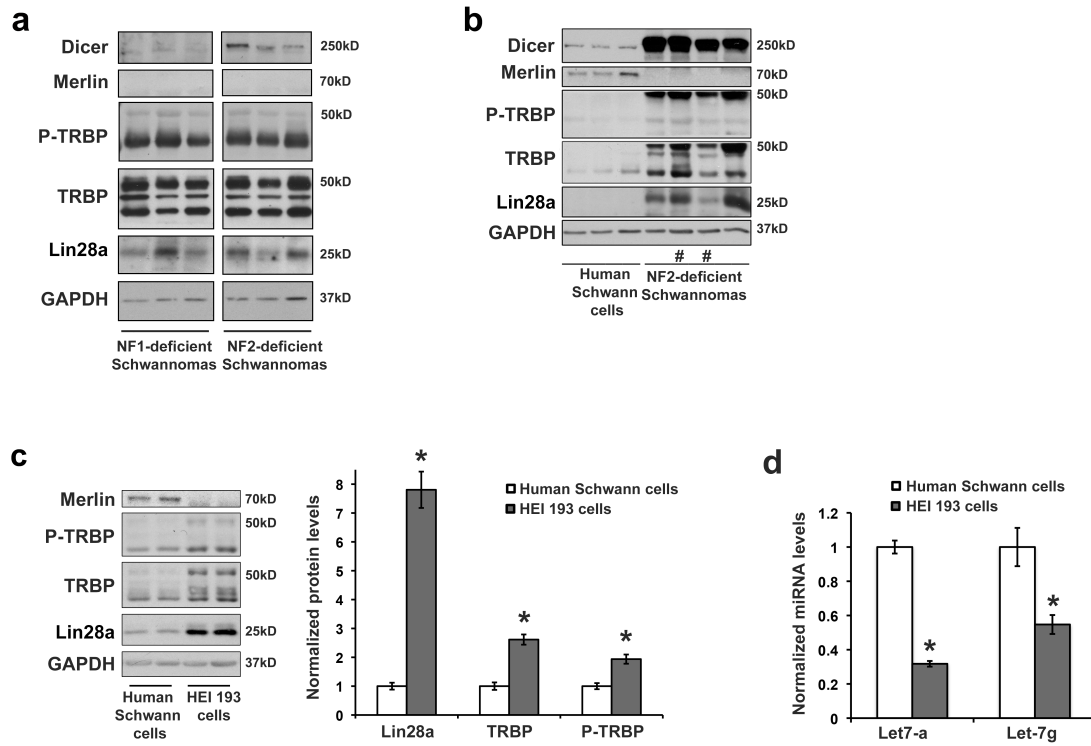 a
Dicer
250kD
Merlin
70kD
P-TRBP
50kD
TRBP
50kD
Lin28a
25kD
GAPDH
37kD
NF1-deficient
Schwannomas
NF2-deficient
Schwannomas
b
Dicer
250kD
Merlin
70kD
P-TRBP
50kD
TRBP
50kD
Lin28a
25kD
GAPDH
37kD
# #
Human
Schwann
cells
NF2-deficient
Schwannomas
c
Merlin
70kD
P-TRBP
50kD
TRBP
50kD
Lin28a
25kD
GAPDH
37kD
Human
Schwann
cells
HEI 193
cells
Normalized protein levels
8
7
6
5
4
3
2
1
0
*
*
*
Human Schwann cells
HEI 193 cells
Lin28a
TRBP
P-TRBP
d
Human Schwann cells
HEI 193 cells
Normalized miRNA levels
1.2
1
0.8
0.6
0.4
0.2
0
*
*
Let7-a
Let-7g